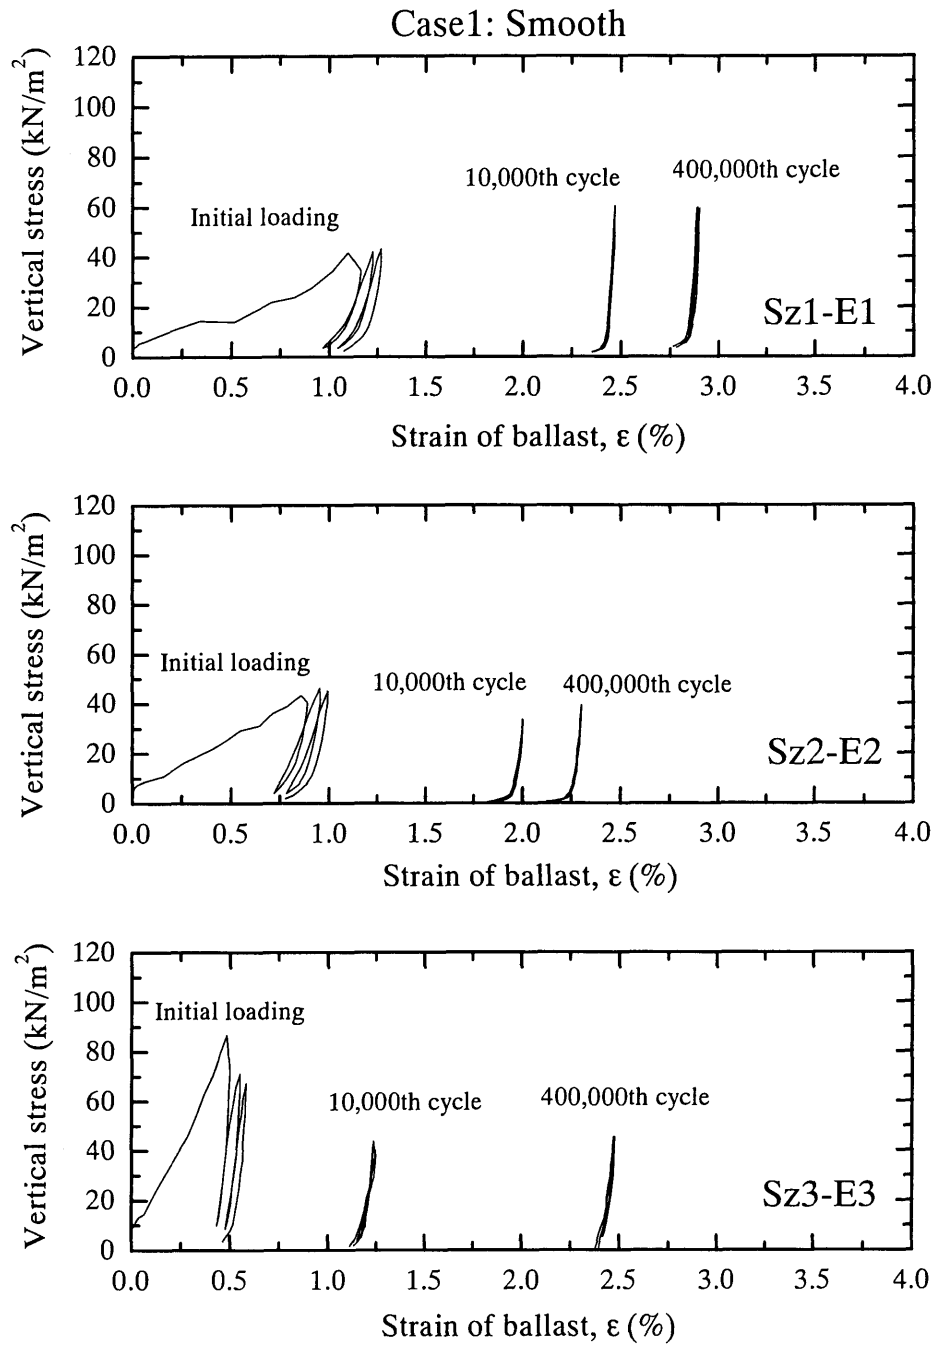 Case1: Smooth
120
100
80
60
40
20
0
Vertical stress (kN/m²)
10,000th cycle
400,000th cycle
Initial loading
Sz1-E1
0.0 0.5 1.0 1.5 2.0 2.5 3.0 3.5 4.0
Strain of ballast, ε (%)
120
100
80
60
40
20
0
Vertical stress (kN/m²)
Initial loading
10,000th cycle
400,000th cycle
Sz2-E2
0.0 0.5 1.0 1.5 2.0 2.5 3.0 3.5 4.0
Strain of ballast, ε (%)
120
100
80
60
40
20
0
Vertical stress (kN/m²)
Initial loading
10,000th cycle
400,000th cycle
Sz3-E3
0.0 0.5 1.0 1.5 2.0 2.5 3.0 3.5 4.0
Strain of ballast, ε (%)